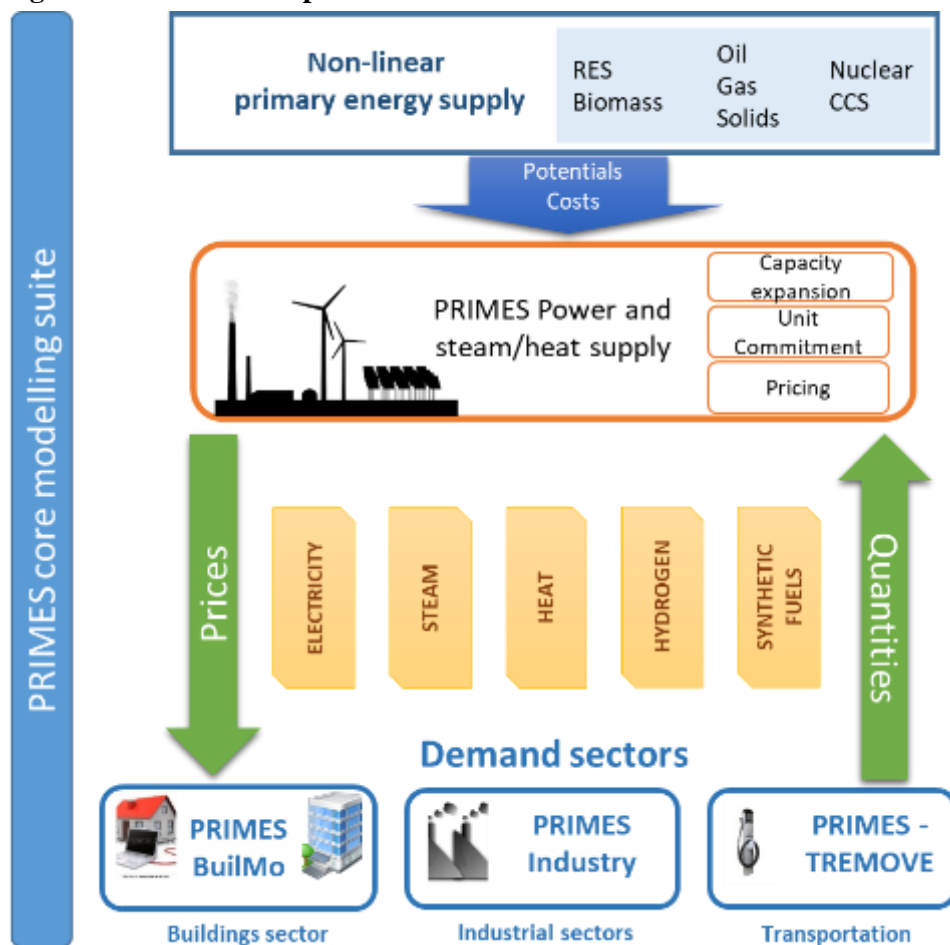 PRIMES core modelling suite
Non-linear
primary energy supply
RES
Biomass
Oil
Gas
Solids
Nuclear
CCS
Potentials
Costs
PRIMES Power and
steam/heat supply
Capacity
expansion
Unit
Commitment
Pricing
Prices
ELECTRICITY
STEAM
HEAT
HYDROGEN
SYNTHETIC
FUELS
Quantities
Demand sectors
PRIMES
BuilMo
PRIMES
Industry
PRIMES -
TREMOVE
Buildings sector
Industrial sectors
Transportation